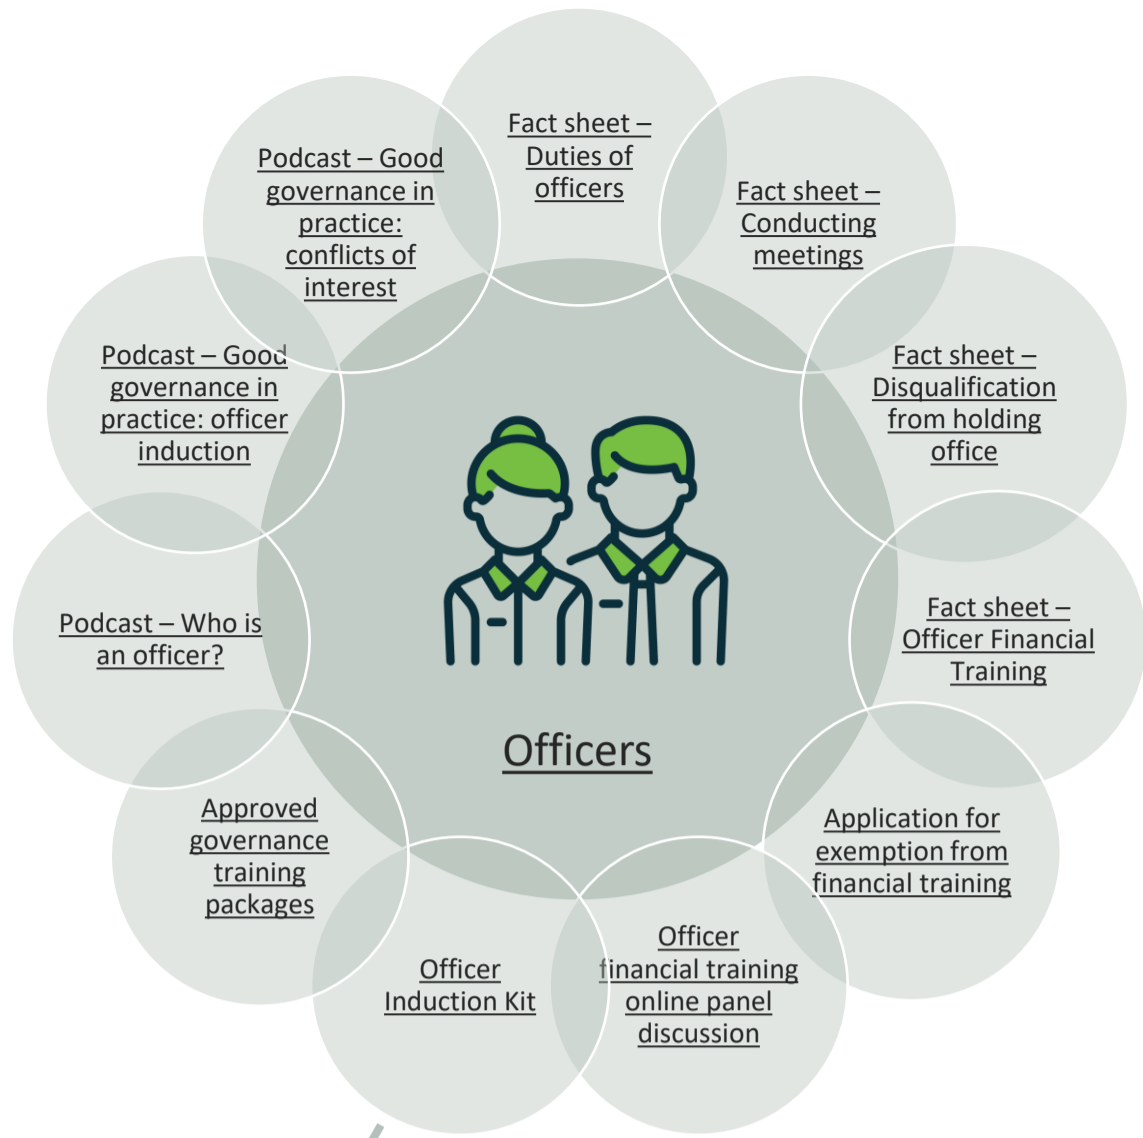 Fact sheet –
Duties of
officers
Fact sheet –
Conducting
meetings
Fact sheet –
Disqualification
from holding
office
Fact sheet –
Officer Financial
Training
Application for
exemption from
financial training
Officer
financial training
online panel
discussion
Officer
Induction Kit
Approved
governance
training
packages
Podcast – Who is
an officer?
Podcast – Good
governance in
practice: officer
induction
Podcast – Good
governance in
practice:
conflicts of
interest
Officers